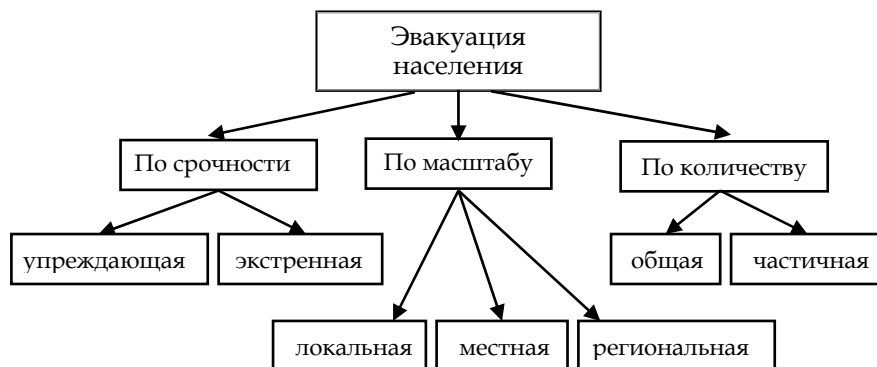 Эвакуация
населения
По срочности
По масштабу
По количеству
упреждающая
экстренная
общая
частичная
локальная
местная
региональная